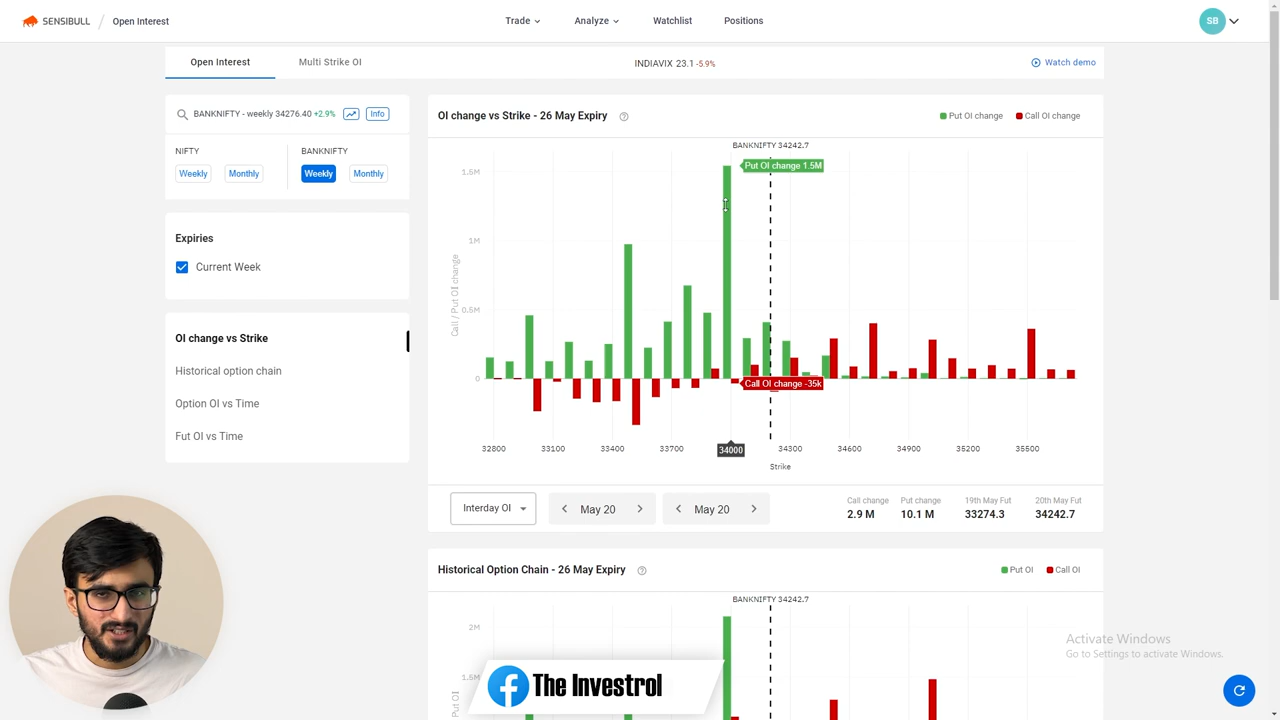 SENSIBULL / Open Interest
Trade
Analyze
Watchlist
Positions
SB
Open Interest
Multi Strike OI
INDIAVIX 23.1 -5.9%
Watch demo
BANKNIFTY - weekly 34276.40 +2.9%
Info
NIFTY
BANKNIFTY
Weekly
Monthly
Weekly
Monthly
Expiries
Current Week
OI change vs Strike
Historical option chain
Option OI vs Time
Fut OI vs Time
OI change vs Strike - 26 May Expiry
Put OI change
Call OI change
BANKNIFTY 34242.7
Put OI change 1.5M
1.5M
1M
0.5M
0
Call / Put OI change
Call OI change -35k
32800
33100
33400
33700
34000
34300
34600
34900
35200
35500
Strike
Interday OI
May 20
May 20
Call change
2.9 M
Put change
10.1 M
19th May Fut
33274.3
20th May Fut
34242.7
Historical Option Chain - 26 May Expiry
Put OI
Call OI
BANKNIFTY 34242.7
2M
1.5M
Put OI
The Investrol
Activate Windows
Go to Settings to activate Windows.